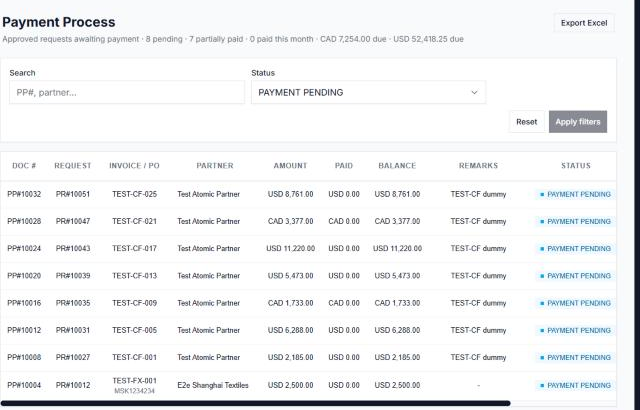 Payment Process
Export Excel
Approved requests awaiting payment · 8 pending · 7 partially paid · 0 paid this month · CAD 7,254.00 due · USD 52,418.25 due
Search Status
PP#, partner... PAYMENT PENDING
Reset Apply filters
DOC # REQUEST INVOICE / PO PARTNER AMOUNT PAID BALANCE REMARKS STATUS
PP#10032 PR#10051 TEST-CF-025 Test Atomic Partner USD 8,761.00 USD 0.00 USD 8,761.00 TEST-CF dummy PAYMENT PENDING
PP#10028 PR#10047 TEST-CF-021 Test Atomic Partner CAD 3,377.00 CAD 0.00 CAD 3,377.00 TEST-CF dummy PAYMENT PENDING
PP#10024 PR#10043 TEST-CF-017 Test Atomic Partner USD 11,220.00 USD 0.00 USD 11,220.00 TEST-CF dummy PAYMENT PENDING
PP#10020 PR#10039 TEST-CF-013 Test Atomic Partner USD 5,473.00 USD 0.00 USD 5,473.00 TEST-CF dummy PAYMENT PENDING
PP#10016 PR#10035 TEST-CF-009 Test Atomic Partner CAD 1,733.00 CAD 0.00 CAD 1,733.00 TEST-CF dummy PAYMENT PENDING
PP#10012 PR#10031 TEST-CF-005 Test Atomic Partner USD 6,288.00 USD 0.00 USD 6,288.00 TEST-CF dummy PAYMENT PENDING
PP#10008 PR#10027 TEST-CF-001 Test Atomic Partner USD 2,185.00 USD 0.00 USD 2,185.00 TEST-CF dummy PAYMENT PENDING
PP#10004 PR#10012 TEST-FX-001 E2e Shanghai Textiles USD 2,500.00 USD 0.00 USD 2,500.00 - PAYMENT PENDING
MSK1234234